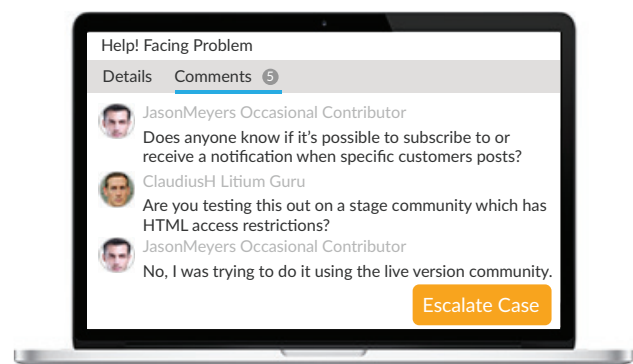 Help! Facing Problem
Details Comments 5
JasonMeyers Occasional Contributor
Does anyone know if it's possible to subscribe to or
receive a notification when specific customers posts?
ClaudiusH Litium Guru
Are you testing this out on a stage community which has
HTML access restrictions?
JasonMeyers Occasional Contributor
No, I was trying to do it using the live version community.
Escalate Case